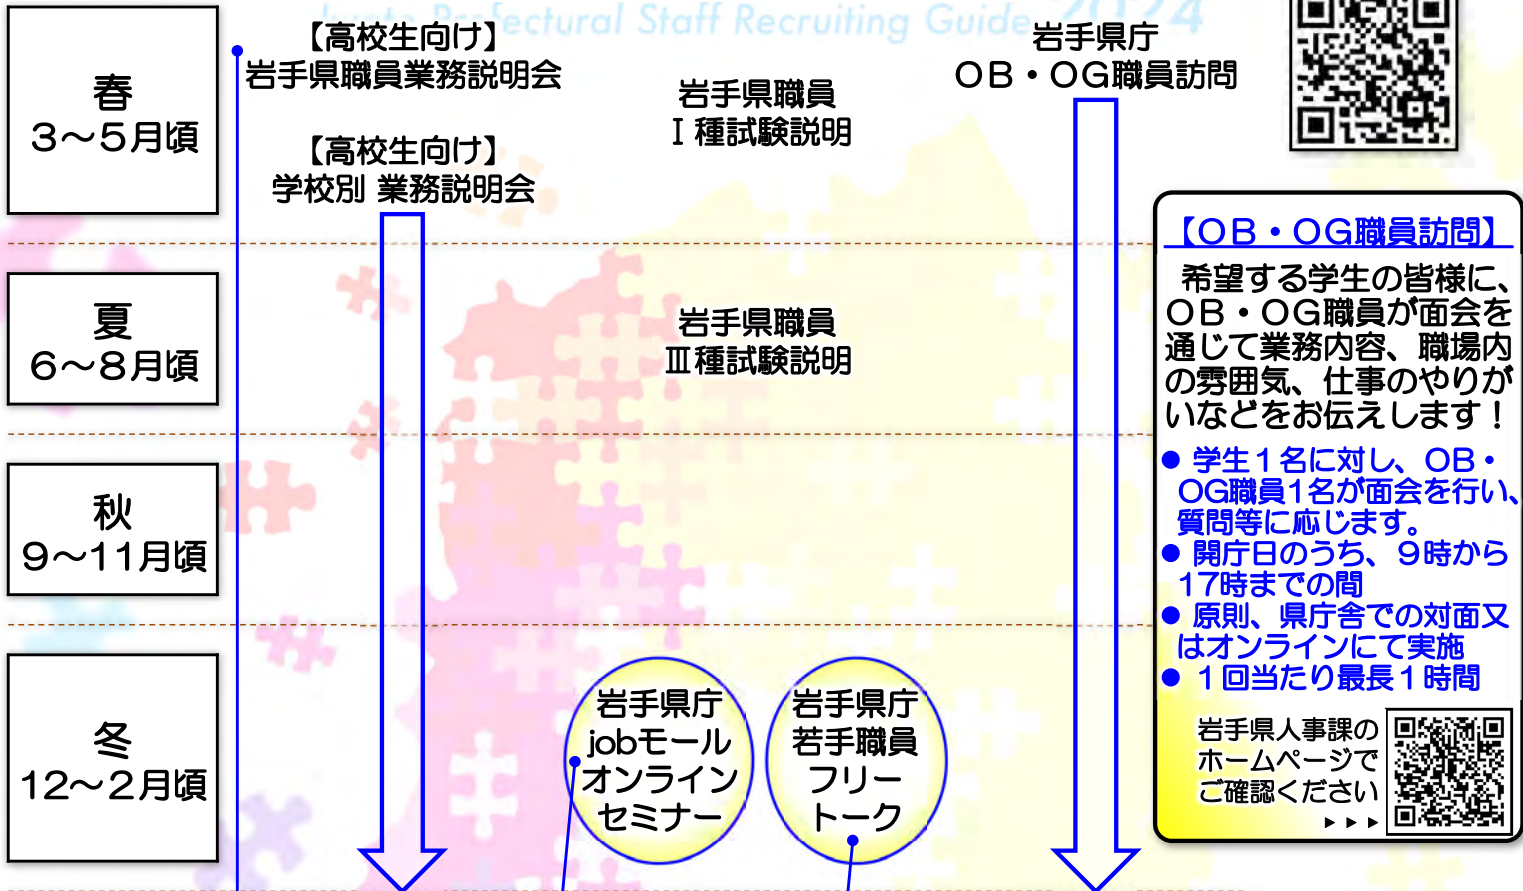 Iwate Prefectural Staff Recruiting Guide 2024
春
3～5月頃
【高校生向け】
岩手県職員業務説明会
【高校生向け】
学校別 業務説明会
岩手県職員
Ⅰ種試験説明
岩手県庁
OB・OG職員訪問
夏
6～8月頃
岩手県職員
Ⅲ種試験説明
秋
9～11月頃
冬
12～2月頃
岩手県庁
jobモール
オンライン
セミナー
岩手県庁
若手職員
フリー
トーク
【OB・OG職員訪問】
希望する学生の皆様に、
OB・OG職員が面会を
通じて業務内容、職場内
の雰囲気、仕事のやりが
いなどをお伝えします！
● 学生１名に対し、OB・
OG職員1名が面会を行い、
質問等に応じます。
● 開庁日のうち、９時から
17時までの間
● 原則、県庁舎での対面又
はオンラインにて実施
● １回当たり最長１時間
岩手県人事課の
ホームページで
ご確認ください
▶▶▶